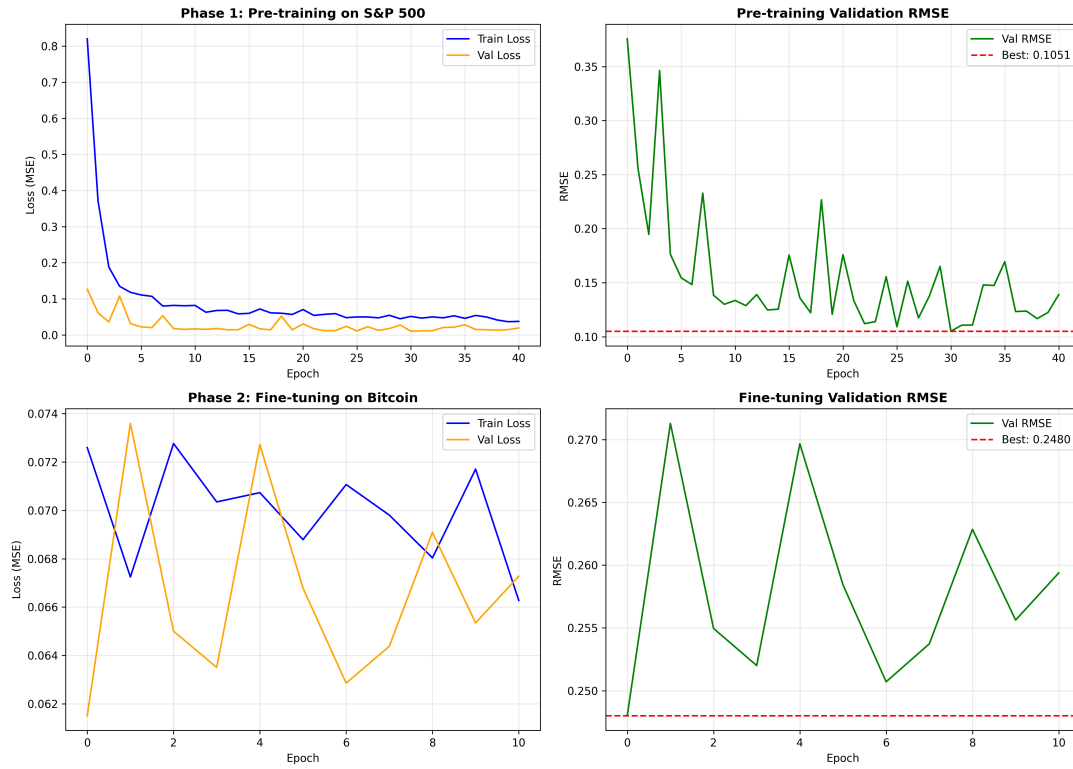 Phase 1: Pre-training on S&P 500
Loss (MSE)
0.8
0.7
0.6
0.5
0.4
0.3
0.2
0.1
0.0
Train Loss
Val Loss
0 5 10 15 20 25 30 35 40
Epoch
Pre-training Validation RMSE
RMSE
0.35
0.30
0.25
0.20
0.15
0.10
Val RMSE
Best: 0.1051
0 5 10 15 20 25 30 35 40
Epoch
Phase 2: Fine-tuning on Bitcoin
Loss (MSE)
0.074
0.072
0.070
0.068
0.066
0.064
0.062
Train Loss
Val Loss
0 2 4 6 8 10
Epoch
Fine-tuning Validation RMSE
RMSE
0.270
0.265
0.260
0.255
0.250
Val RMSE
Best: 0.2480
0 2 4 6 8 10
Epoch